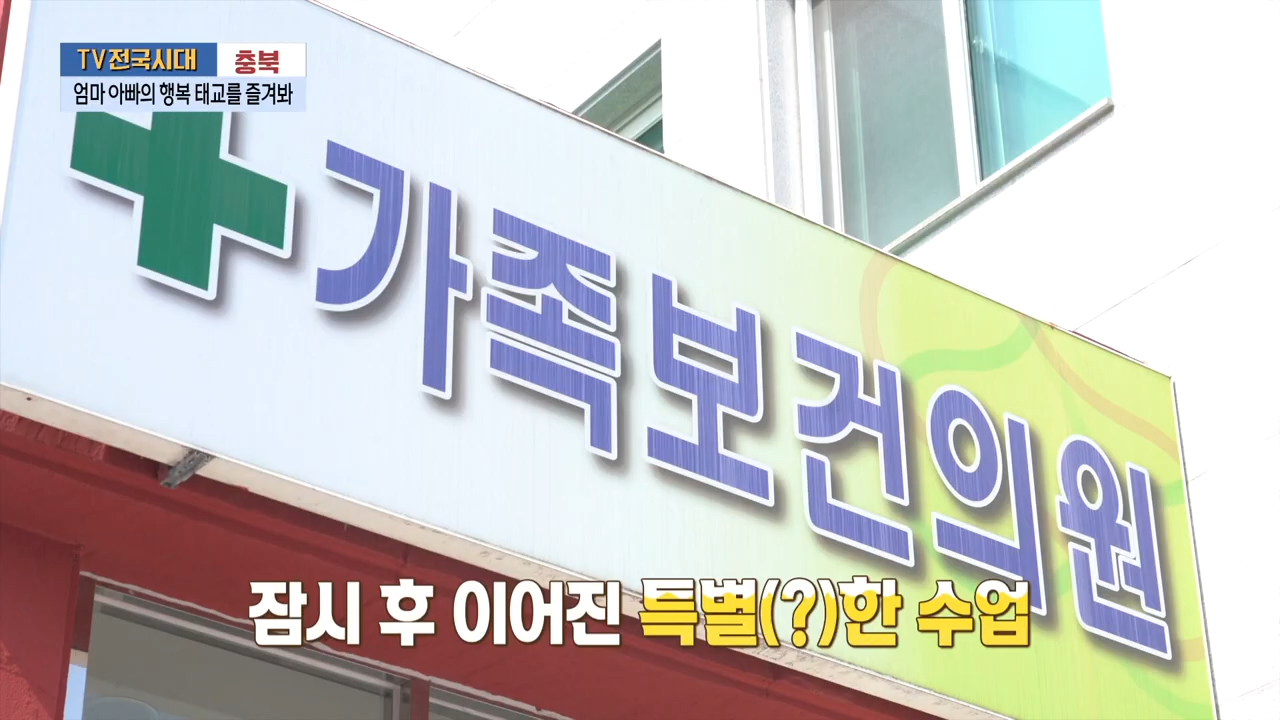 TV전국시대 충북
엄마 아빠의 행복 태교를 즐겨봐
가족보건의원
잠시 후 이어진 특별(?)한 수업